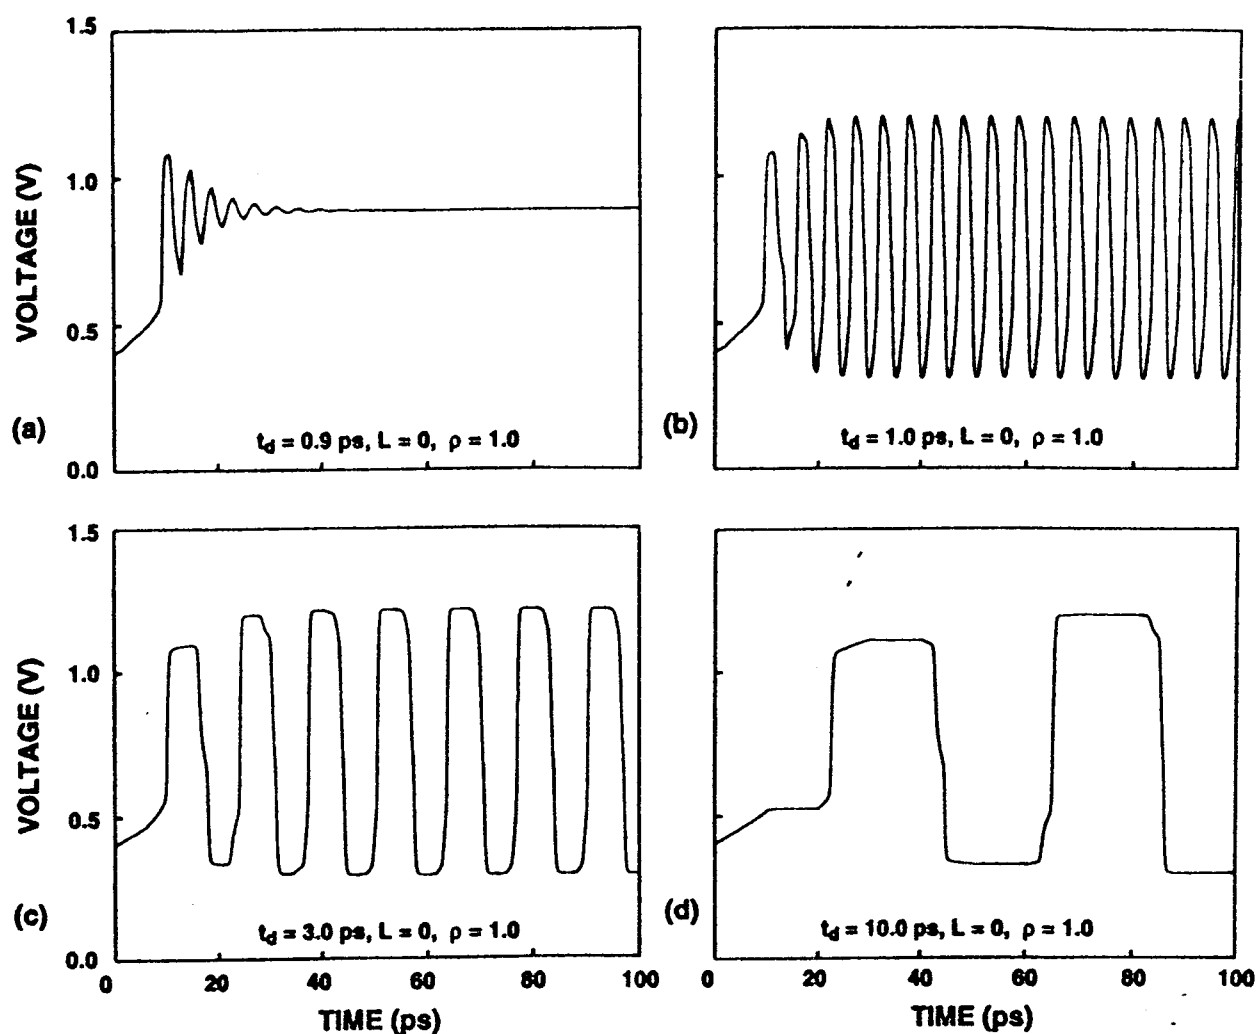 1.5
1.0
0.5
0.0
VOLTAGE (V)
(a)
t_d = 0.9 ps, L = 0, ρ = 1.0
(b)
t_d = 1.0 ps, L = 0, ρ = 1.0
1.5
1.0
0.5
0.0
VOLTAGE (V)
(c)
t_d = 3.0 ps, L = 0, ρ = 1.0
0 20 40 60 80 100
TIME (ps)
(d)
t_d = 10.0 ps, L = 0, ρ = 1.0
0 20 40 60 80 100
TIME (ps)